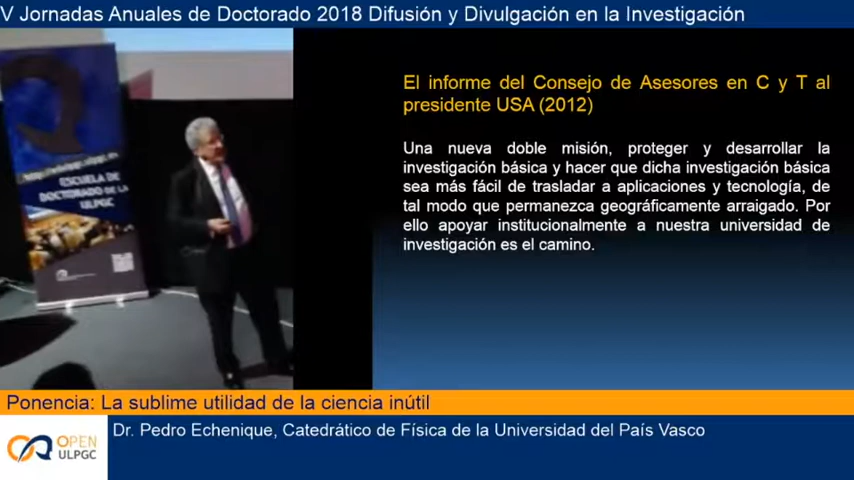 V Jornadas Anuales de Doctorado 2018 Difusión y Divulgación en la Investigación
ESCUELA DE
DOCTORADO DE LA
ULPGC
El informe del Consejo de Asesores en C y T al
presidente USA (2012)
Una nueva doble misión, proteger y desarrollar la
investigación básica y hacer que dicha investigación básica
sea más fácil de trasladar a aplicaciones y tecnología, de
tal modo que permanezca geográficamente arraigado. Por
ello apoyar institucionalmente a nuestra universidad de
investigación es el camino.
Ponencia: La sublime utilidad de la ciencia inútil
Dr. Pedro Echenique, Catedrático de Física de la Universidad del País Vasco
OPEN
ULPGC